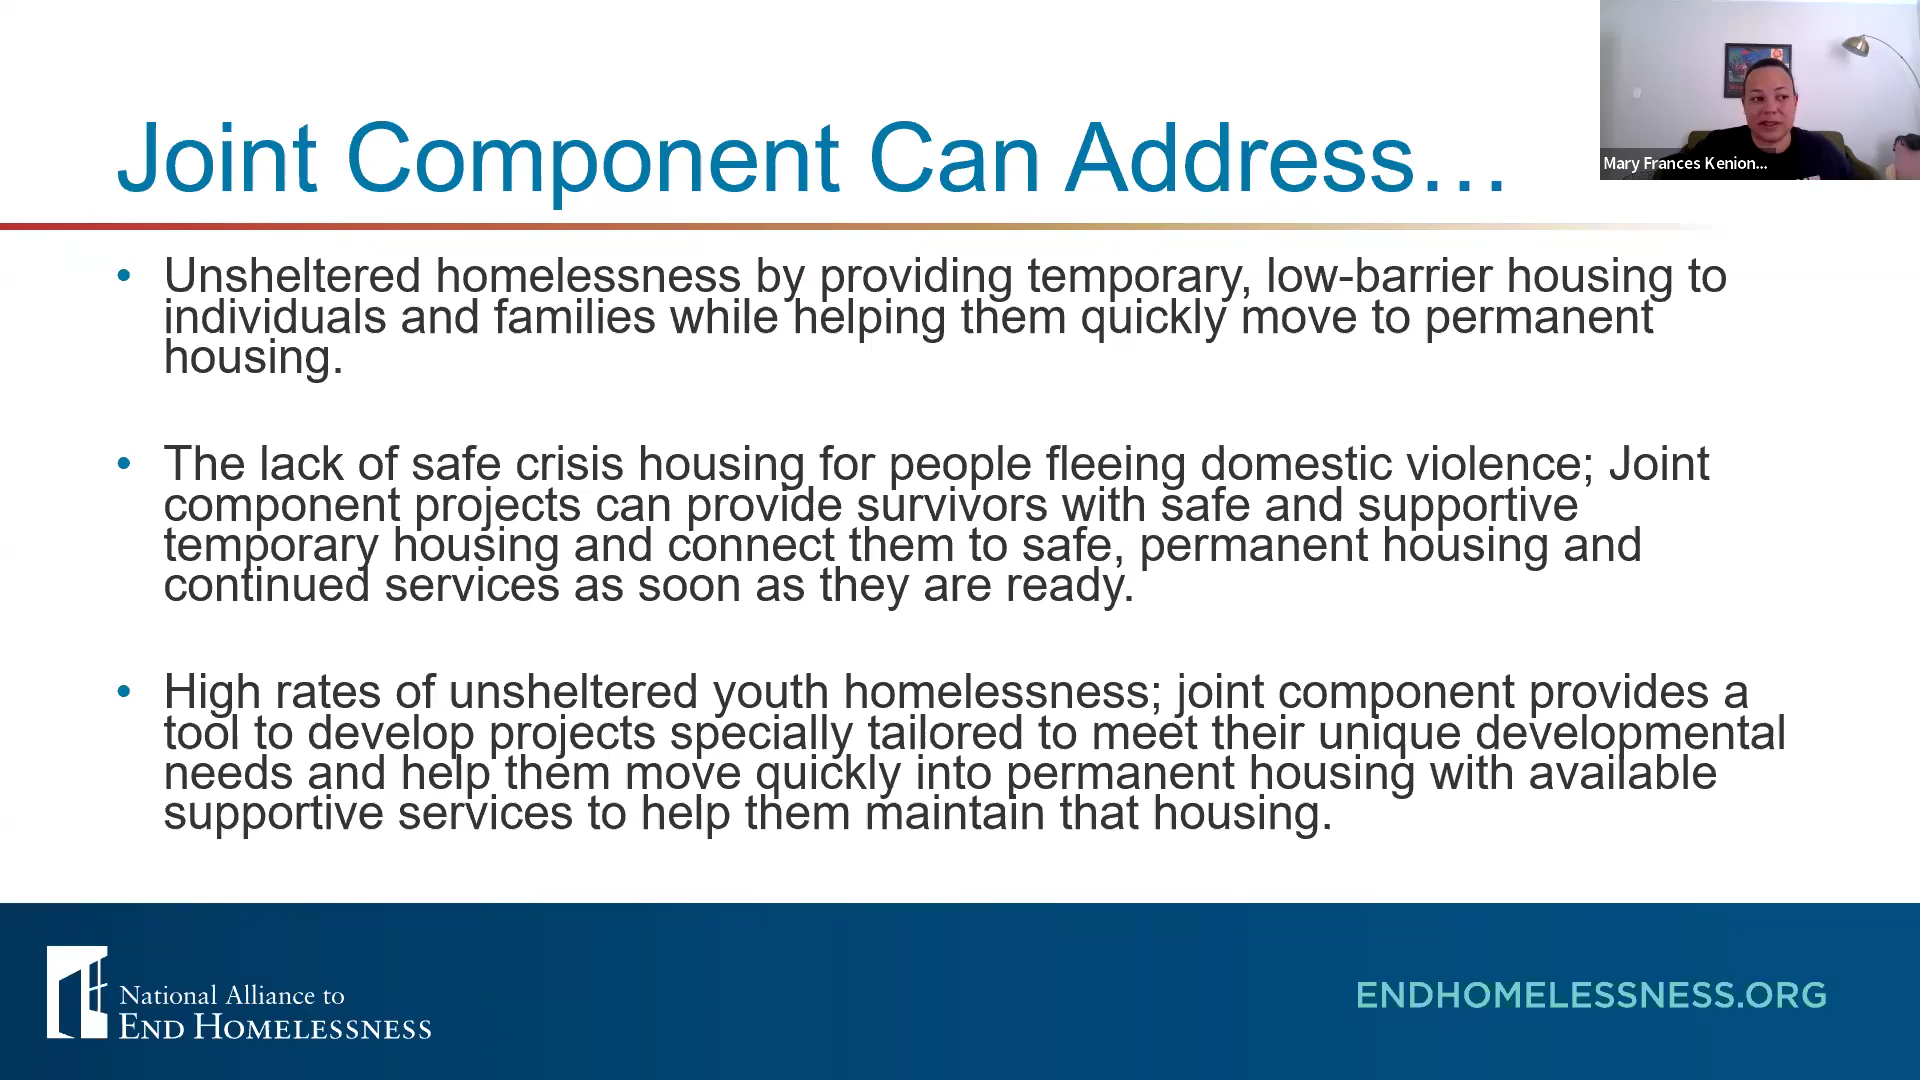 Joint Component Can Address…
Mary Frances Kenion...
• Unsheltered homelessness by providing temporary, low-barrier housing to
individuals and families while helping them quickly move to permanent
housing.
• The lack of safe crisis housing for people fleeing domestic violence; Joint
component projects can provide survivors with safe and supportive
temporary housing and connect them to safe, permanent housing and
continued services as soon as they are ready.
• High rates of unsheltered youth homelessness; joint component provides a
tool to develop projects specially tailored to meet their unique developmental
needs and help them move quickly into permanent housing with available
supportive services to help them maintain that housing.
National Alliance to
END HOMELESSNESS
ENDHOMELESSNESS.ORG